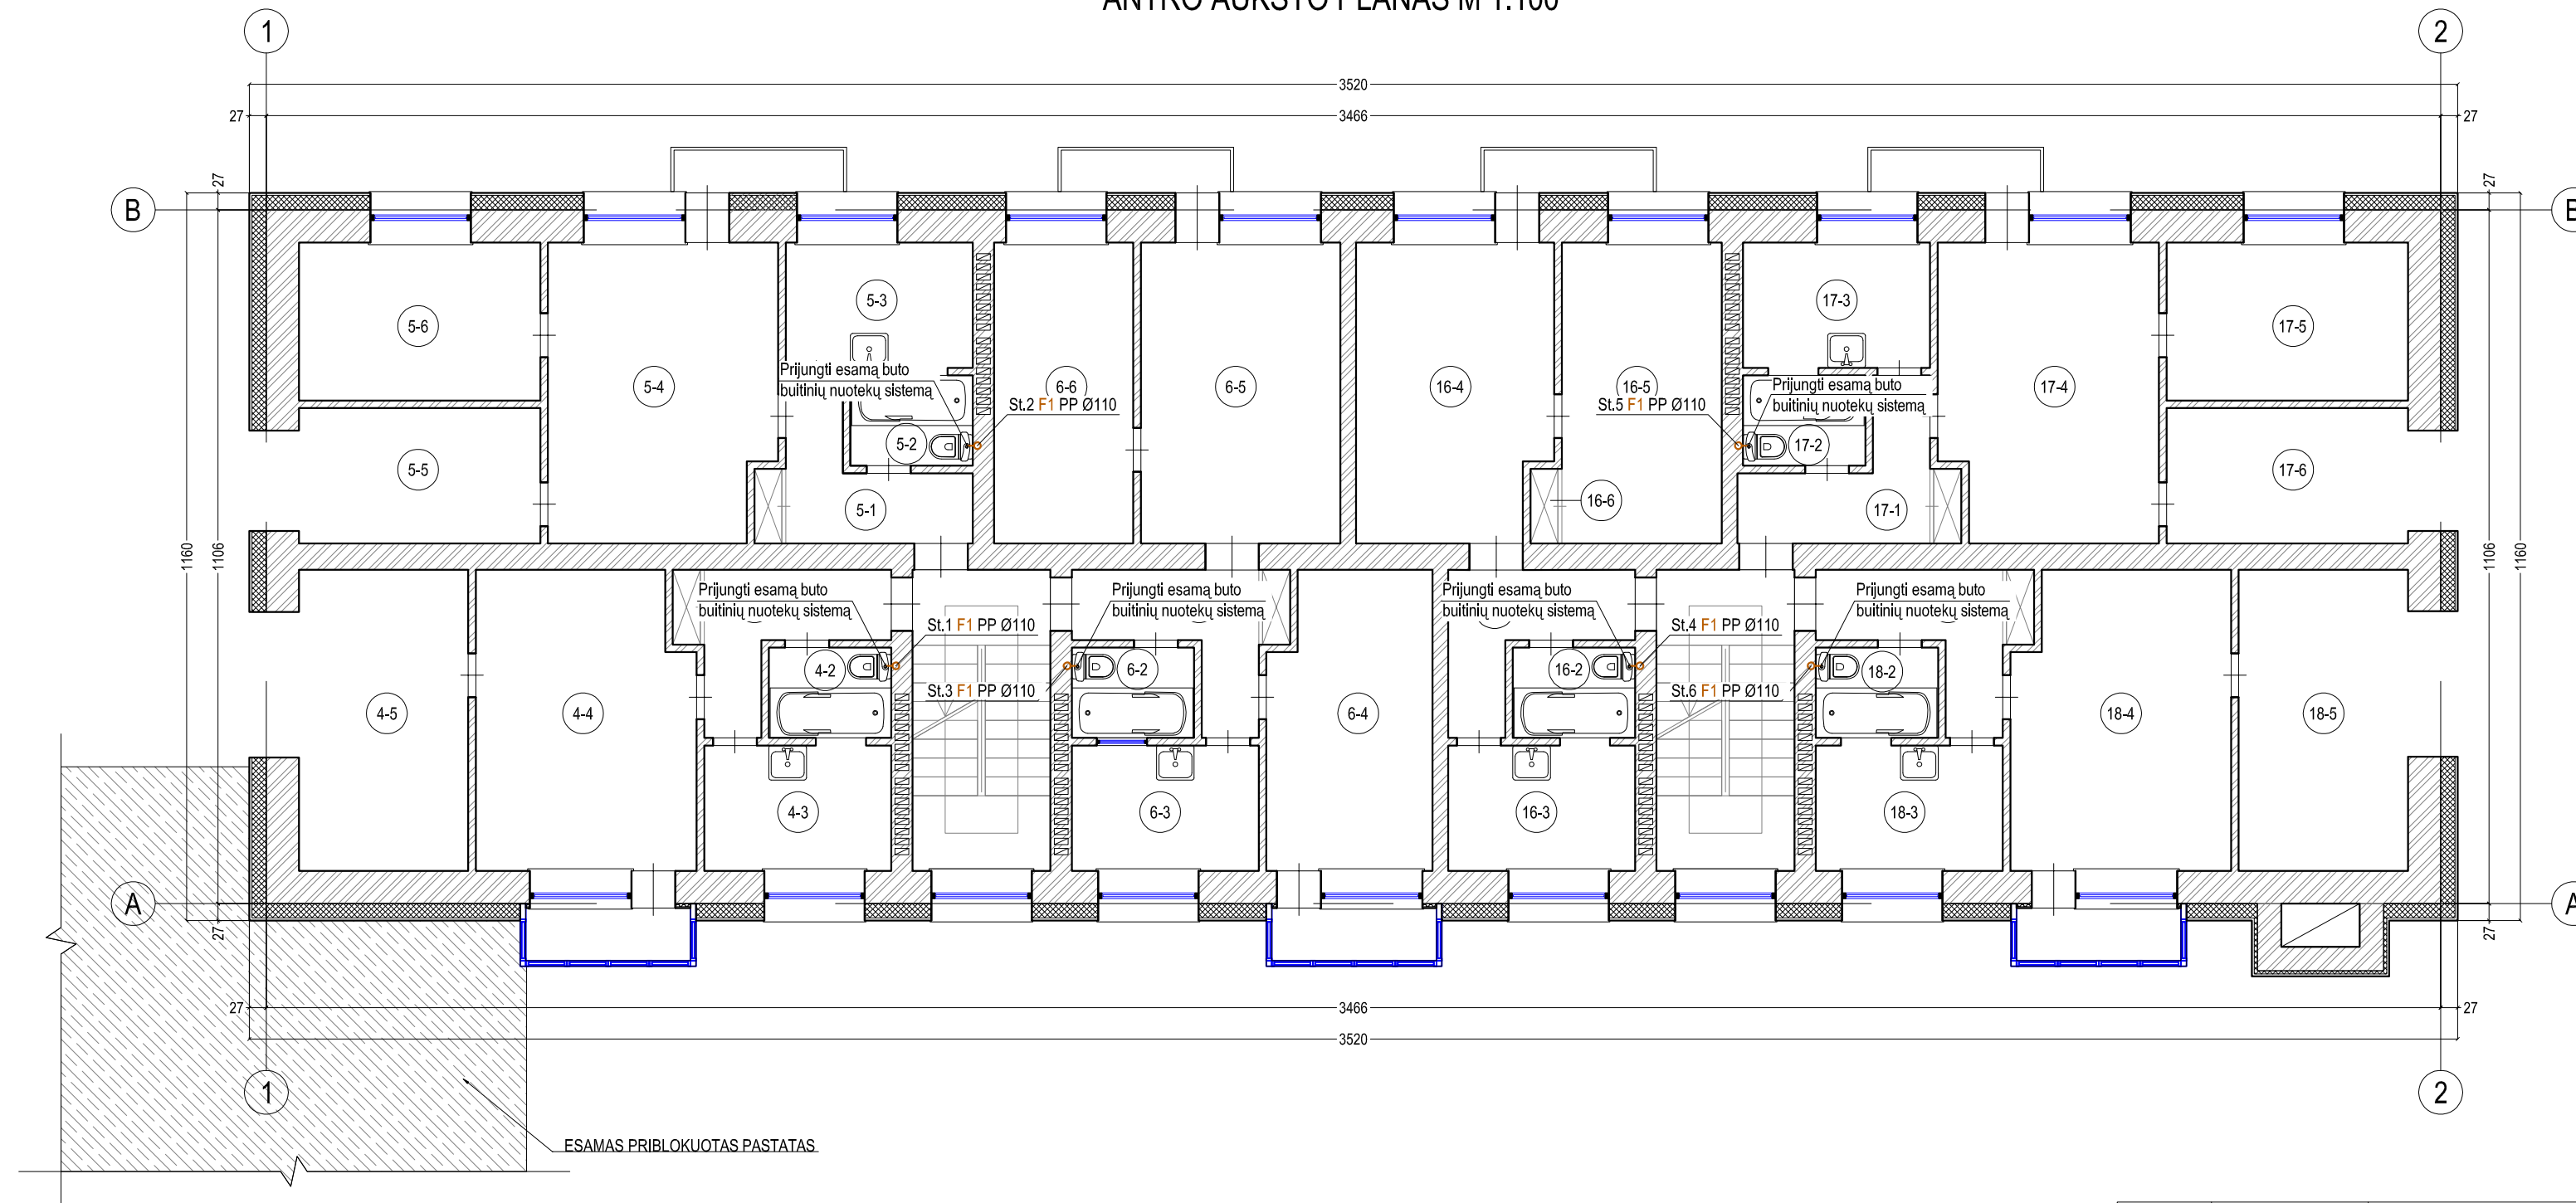 ANTRO AUKŠTO PLANAS M 1:100
1
2
3520
27
3466
27
27
27
B
B
5-6
5-4
5-3
6-6
6-5
16-4
16-5
17-3
17-4
17-5
Prijungti esamą buto
buitinių nuotekų sistemą
St.2 F1 PP Ø110
St.5 F1 PP Ø110
Prijungti esamą buto
buitinių nuotekų sistemą
5-5
5-2
17-2
17-6
5-1
16-6
17-1
1160
1106
1106
1160
Prijungti esamą buto
buitinių nuotekų sistemą
Prijungti esamą buto
buitinių nuotekų sistemą
Prijungti esamą buto
buitinių nuotekų sistemą
Prijungti esamą buto
buitinių nuotekų sistemą
St.1 F1 PP Ø110
St.4 F1 PP Ø110
4-2
6-2
16-2
18-2
St.3 F1 PP Ø110
St.6 F1 PP Ø110
4-5
4-4
6-4
18-4
18-5
4-3
6-3
16-3
18-3
A
A
27
27
27
3466
27
3520
1
2
ESAMAS PRIBLOKUOTAS PASTATAS